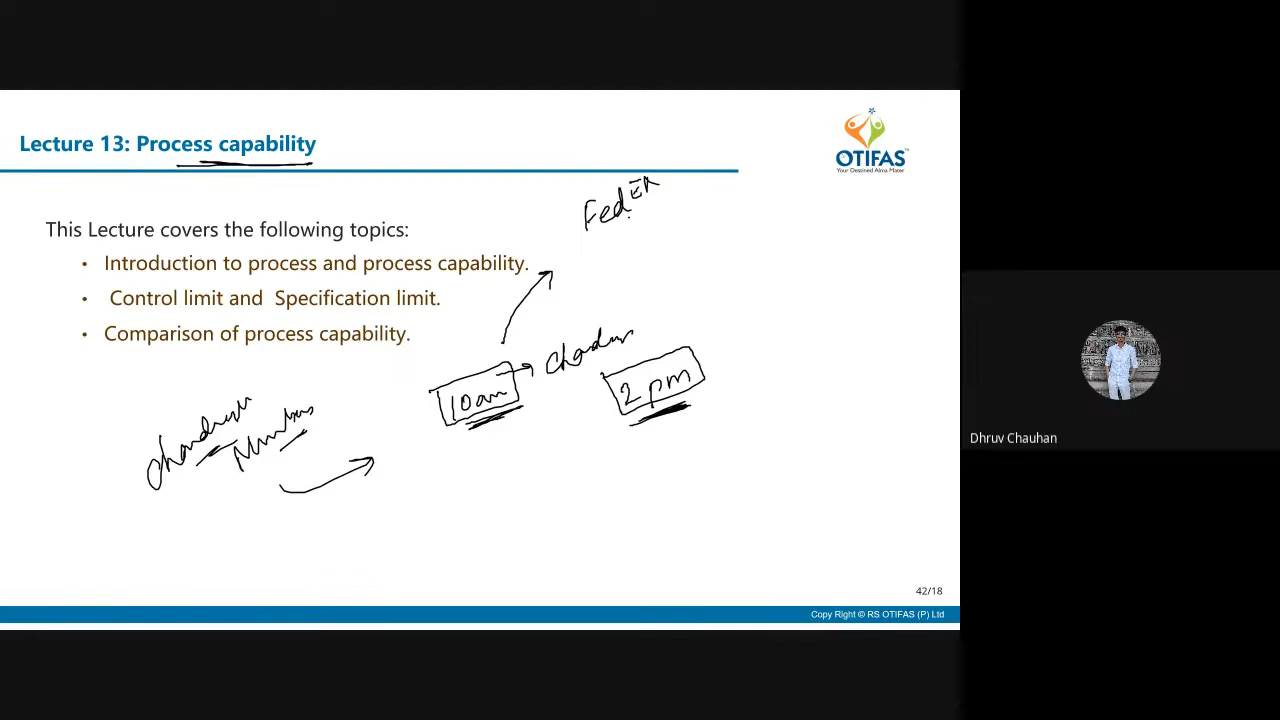 Lecture 13: Process capability
OTIFAS
Your Destined Alma Mater
FedEx
This Lecture covers the following topics:
• Introduction to process and process capability.
• Control limit and Specification limit.
• Comparison of process capability.
10am
2 pm
Dhruv Chauhan
42/18
Copy Right © RS OTIFAS (P) Ltd